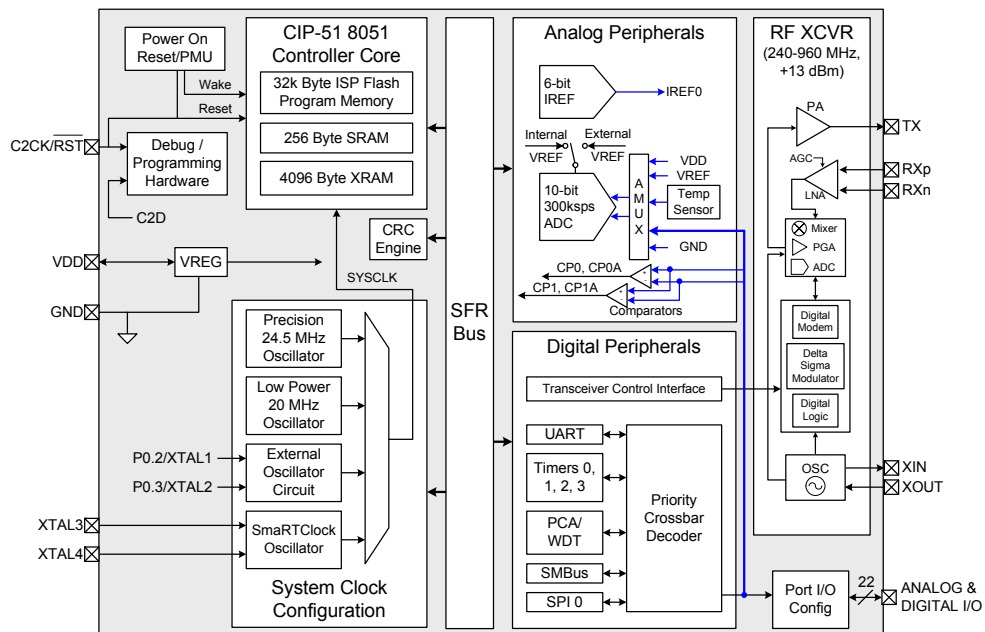 Power On
Reset/PMU
Wake
Reset
C2CK/RST
Debug /
Programming
Hardware
C2D
VDD
VREG
GND
CIP-51 8051
Controller Core
32k Byte ISP Flash
Program Memory
256 Byte SRAM
4096 Byte XRAM
CRC
Engine
SYSCLK
Precision
24.5 MHz
Oscillator
Low Power
20 MHz
Oscillator
P0.2/XTAL1
P0.3/XTAL2
External
Oscillator
Circuit
XTAL3
XTAL4
SmaRTClock
Oscillator
System Clock
Configuration
SFR
Bus
Analog Peripherals
6-bit
IREF
IREF0
Internal
External
VREF
VREF
10-bit
300ksps
ADC
A
M
U
X
VDD
VREF
Temp
Sensor
GND
CP0, CP0A
+
-
CP1, CP1A
+
-
Comparators
Digital Peripherals
Transceiver Control Interface
UART
Timers 0,
1, 2, 3
PCA/
WDT
SMBus
SPI 0
Priority
Crossbar
Decoder
RF XCVR
(240-960 MHz,
+13 dBm)
PA
TX
AGC
LNA
RXp
RXn
Mixer
PGA
ADC
Digital
Modem
Delta
Sigma
Modulator
Digital
Logic
OSC
XIN
XOUT
Port I/O
Config
22
ANALOG &
DIGITAL I/O